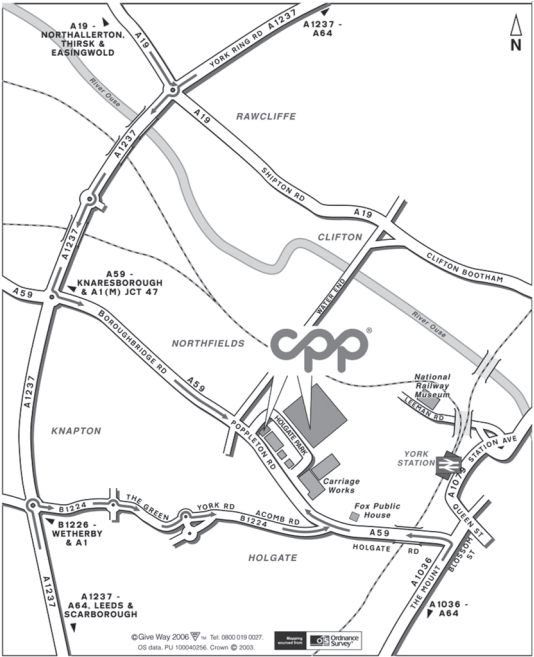 A19 -
NORTHALLERTON,
THIRSK &
EASINGWOLD
A1237 -
A64
N
A19
YORK RING RD
A1237
River Ouse
A19
RAWCLIFFE
A1237
SHIPTON RD
A19
CLIFTON
CLIFTON BOOTHAM
A1237
A59 -
KNARESBOROUGH
& A1(M) JCT 47
A59
WATER END
River Ouse
BOROUGHBRIDGE RD
NORTHFIELDS
cpp®
A59
A1237
National
Railway
Museum
LEEMAN RD
KNAPTON
POPPLETON RD
HOLGATE PARK
YORK
STATION
STATION AVE
A1079
Carriage
Works
B1224
THE GREEN
YORK RD
ACOMB RD
B1224
Fox Public
House
QUEEN ST
B1226 -
WETHERBY
& A1
A59
HOLGATE RD
BLOSSOM
ST
HOLGATE
A1036
THE MOUNT
A1237
A1237 -
A64, LEEDS &
SCARBOROUGH
A1036 -
A64
©Give Way 2006 TM Tel: 0800 019 0027.
OS data. PU 100040256. Crown © 2003.
Mapping
sourced from
Ordnance
Survey®